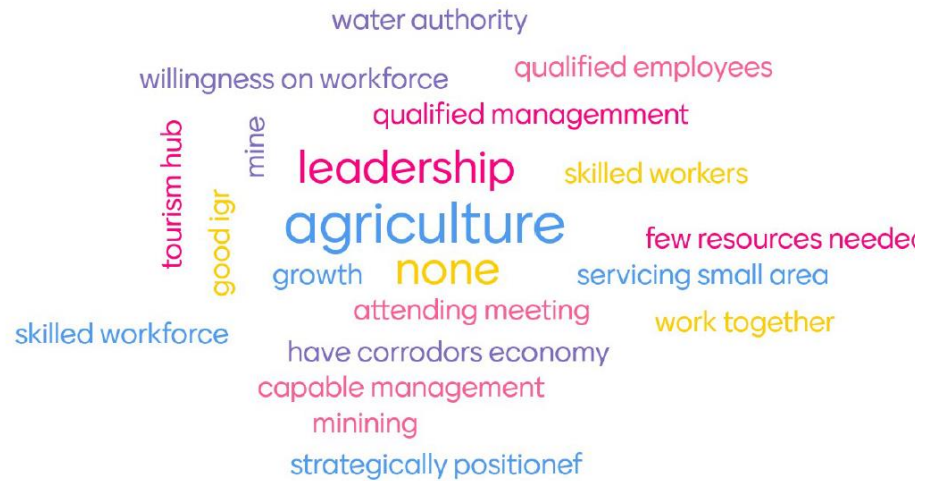 water authority
qualified employees
willingness on workforce
qualified managemment
tourism hub
mine
leadership
skilled workers
good igr
agriculture
few resources needed
growth
none
servicing small area
attending meeting
work together
skilled workforce
have corrodors economy
capable management
minining
strategically positionef